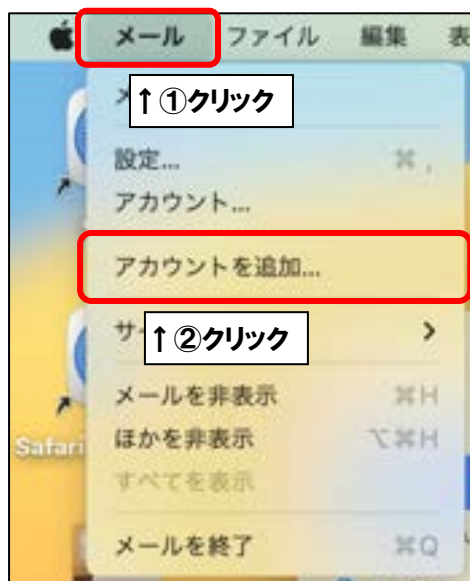 メール ファイル 編集 表
↑①クリック
設定... ⌘ ,
アカウント...
アカウントを追加...
サ
↑②クリック
メールを非表示 ⌘H
ほかを非表示 ⌥⌘H
すべてを表示
メールを終了 ⌘Q
Safari